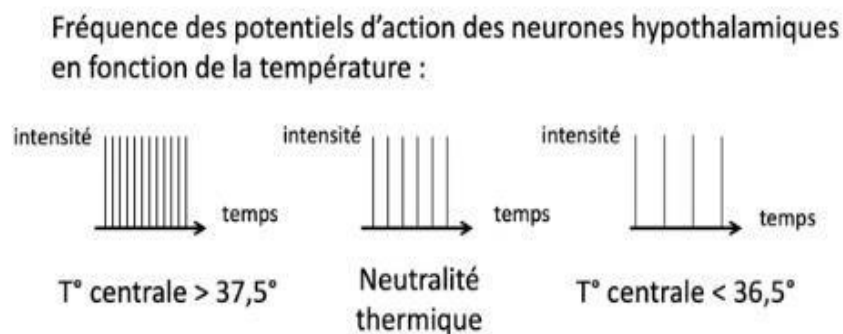 Fréquence des potentiels d'action des neurones hypothalamiques
en fonction de la température :
intensité
temps
intensité
temps
intensité
temps
T° centrale > 37,5°
Neutralité
thermique
T° centrale < 36,5°